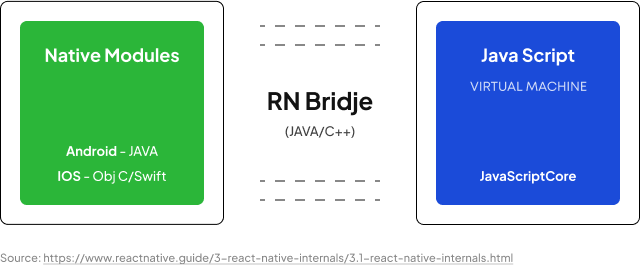 Native Modules
Android - JAVA
IOS - Obj C/Swift
RN Bridje
(JAVA/C++)
Java Script
VIRTUAL MACHINE
JavaScriptCore
Source: https://www.reactnative.guide/3-react-native-internals/3.1-react-native-internals.html